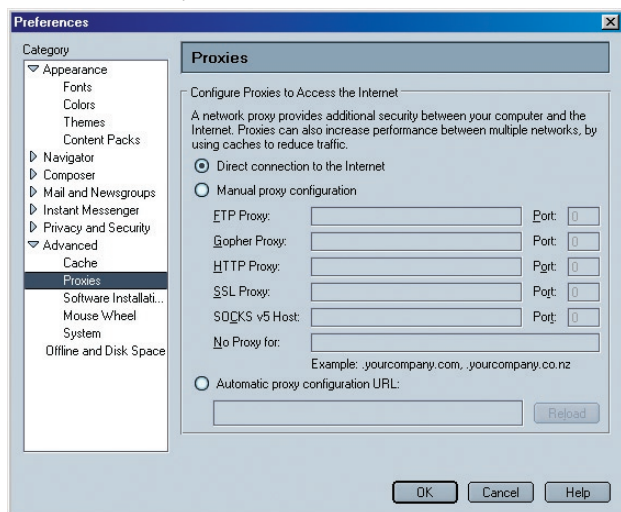 Preferences
Category
Appearance
Fonts
Colors
Themes
Content Packs
Navigator
Composer
Mail and Newsgroups
Instant Messenger
Privacy and Security
Advanced
Cache
Proxies
Software Installati...
Mouse Wheel
System
Offline and Disk Space
Proxies
Configure Proxies to Access the Internet
A network proxy provides additional security between your computer and the
Internet. Proxies can also increase performance between multiple networks, by
using caches to reduce traffic.
Direct connection to the Internet
Manual proxy configuration
FTP Proxy: Port: 0
Gopher Proxy: Port: 0
HTTP Proxy: Port: 0
SSL Proxy: Port: 0
SOCKS v5 Host: Port: 0
No Proxy for:
Example: .yourcompany.com, .yourcompany.co.nz
Automatic proxy configuration URL:
Reload
OK Cancel Help